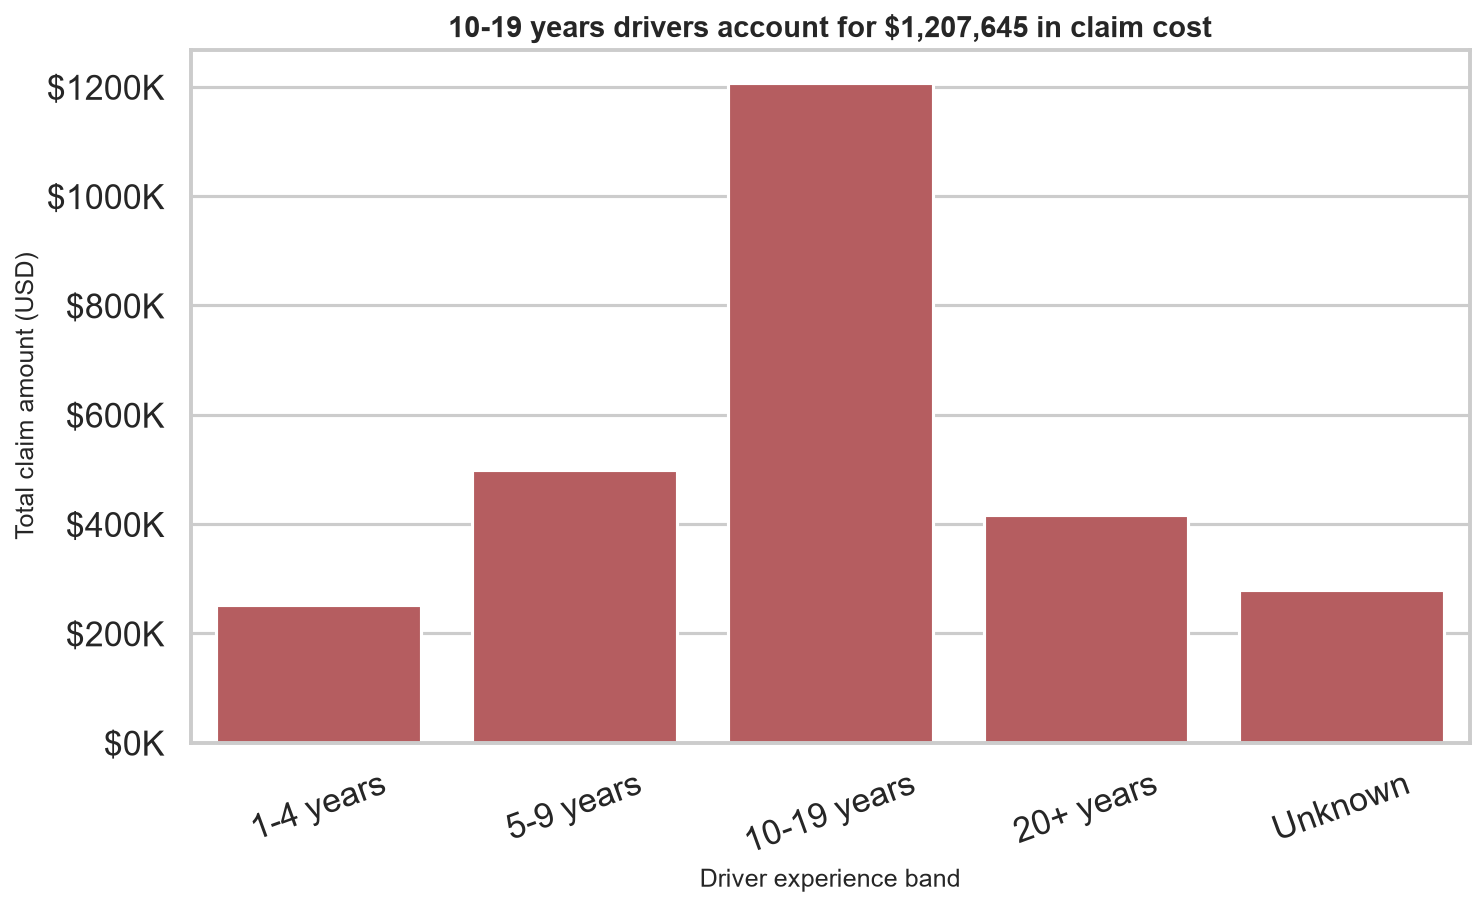 10-19 years drivers account for $1,207,645 in claim cost
Total claim amount (USD)
$1200K
$1000K
$800K
$600K
$400K
$200K
$0K
1-4 years
5-9 years
10-19 years
20+ years
Unknown
Driver experience band